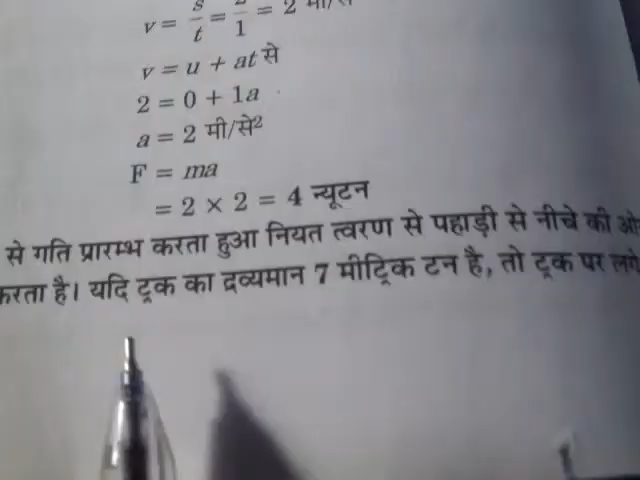 v = s/t = 2/1 = 2 मी/से
v = u + at से
2 = 0 + 1a
a = 2 मी/से²
F = ma
= 2 × 2 = 4 न्यूटन
से गति प्रारम्भ करता हुआ नियत त्वरण से पहाड़ी से नीचे की
करता है। यदि ट्रक का द्रव्यमान 7 मीट्रिक टन है, तो ट्रक पर लगे